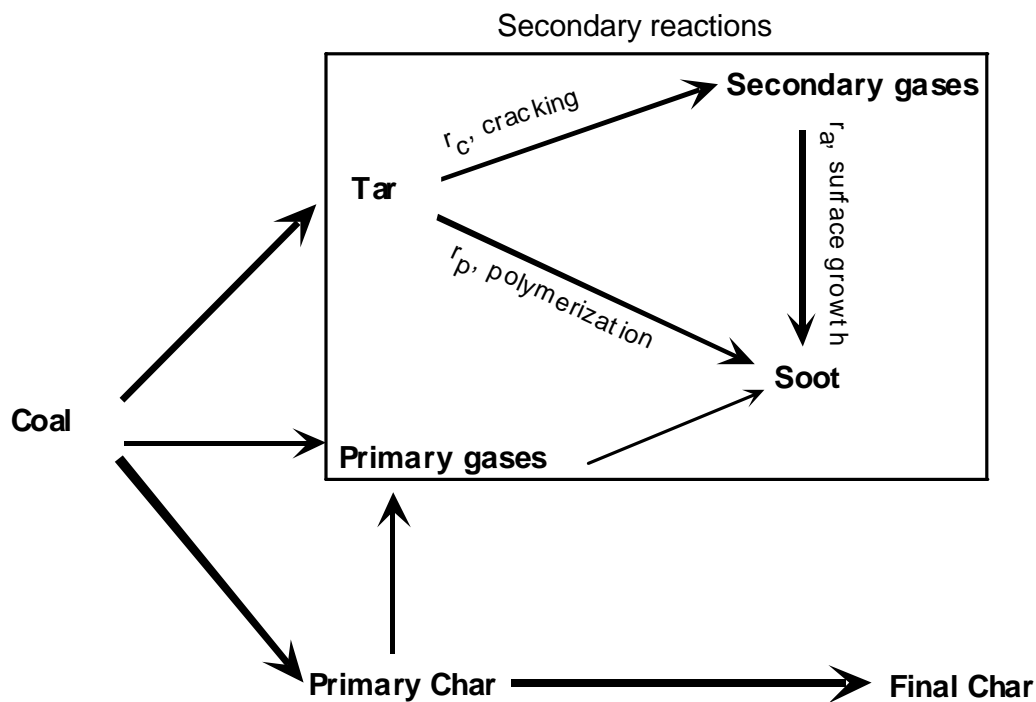 Secondary reactions
Secondary gases
r_c, cracking
r_a, surface growth
Tar
r_p, polymerization
Soot
Coal
Primary gases
Primary Char
Final Char